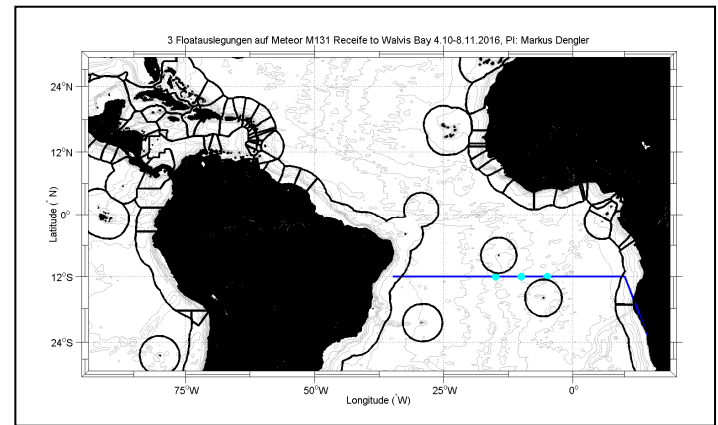 3 Floatauslegungen auf Meteor M131 Receife to Walvis Bay 4.10-8.11.2016, PI: Markus Dengler
24°N
12°N
0°
12°S
24°S
Latitude (° N)
75°W
50°W
25°W
0°
Longitude (° W)